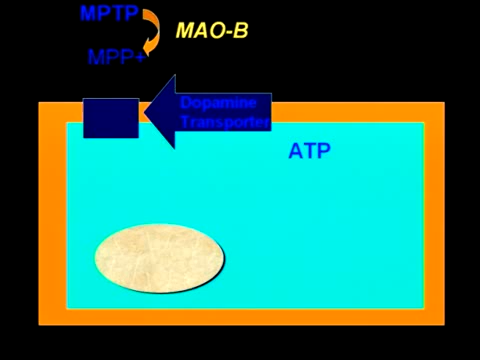 MPTP
MAO-B
MPP+
Dopamine
Transporter
ATP